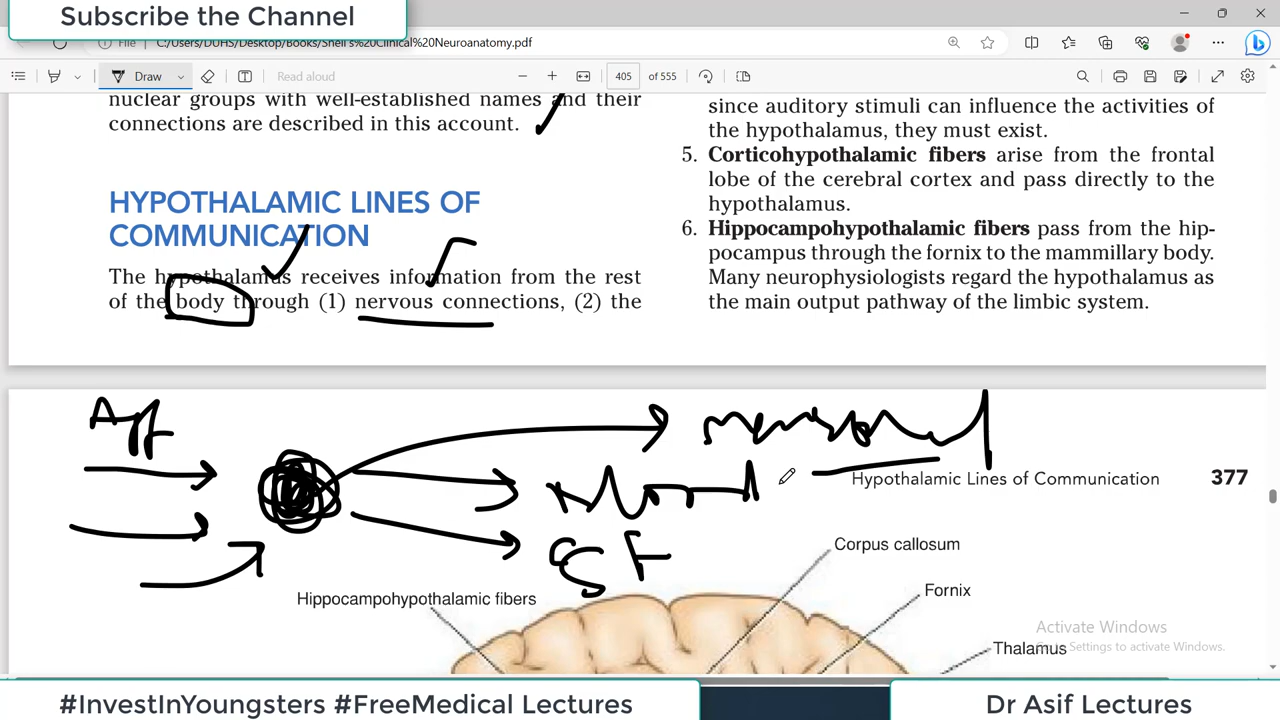 Subscribe the Channel
File
C:/Users/DUHS/Desktop/Books/Snell's%20Clinical%20Neuroanatomy.pdf
Draw
Read aloud
405
of 555
nuclear groups with well-established names and their
connections are described in this account.
HYPOTHALAMIC LINES OF
COMMUNICATION
The hypothalamus receives information from the rest
of the body through (1) nervous connections, (2) the
since auditory stimuli can influence the activities of
the hypothalamus, they must exist.
5. Corticohypothalamic fibers arise from the frontal
lobe of the cerebral cortex and pass directly to the
hypothalamus.
6. Hippocampohypothalamic fibers pass from the hip-
pocampus through the fornix to the mammillary body.
Many neurophysiologists regard the hypothalamus as
the main output pathway of the limbic system.
Aff
Hypothalamic Lines of Communication
377
Corpus callosum
Hippocampohypothalamic fibers
Fornix
Thalamus
Activate Windows
Go to Settings to activate Windows.
#InvestInYoungsters #FreeMedical Lectures
Dr Asif Lectures